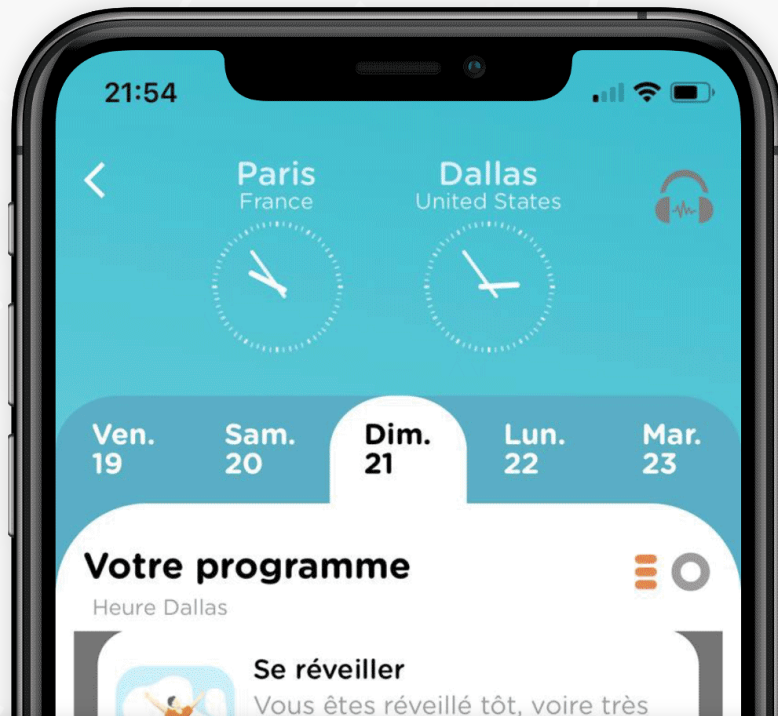 21:54
Paris
France
Dallas
United States
Ven.
19
Sam.
20
Dim.
21
Lun.
22
Mar.
23
Votre programme
Heure Dallas
Se réveiller
Vous êtes réveillé tôt, voire très